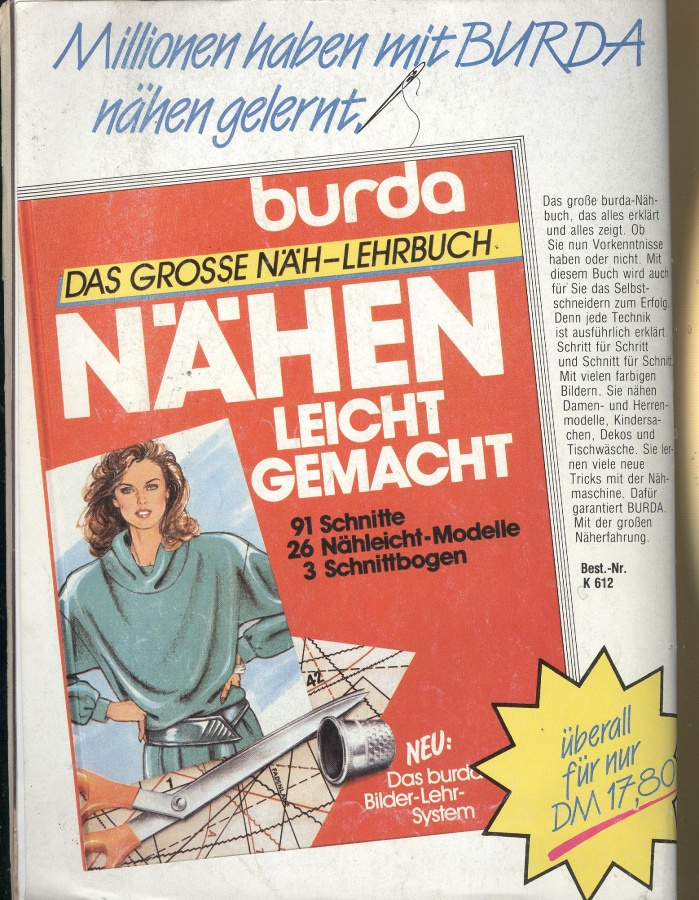 Millionen haben mit BURDA
nähen gelernt.
burda
DAS GROSSE NÄH-LEHRBUCH
NÄHEN
LEICHT
GEMACHT
91 Schnitte
26 Nähleicht-Modelle
3 Schnittbogen
42
NEU:
Das burda
Bilder-Lehr-
System
Das große burda-Näh-
buch, das alles erklärt
und alles zeigt. Ob
Sie nun Vorkenntnisse
haben oder nicht. Mit
diesem Buch wird auch
für Sie das Selbst-
schneidern zum Erfolg.
Denn jede Technik
ist ausführlich erklärt.
Schritt für Schritt
und Schnitt für Schnitt.
Mit vielen farbigen
Bildern. Sie nähen
Damen- und Herren-
modelle, Kindersa-
chen, Dekos und
Tischwäsche. Sie ler-
nen viele neue
Tricks mit der Näh-
maschine. Dafür
garantiert BURDA.
Mit der großen
Näherfahrung.
Best.-Nr.
K 612
überall
für nur
DM 17,80